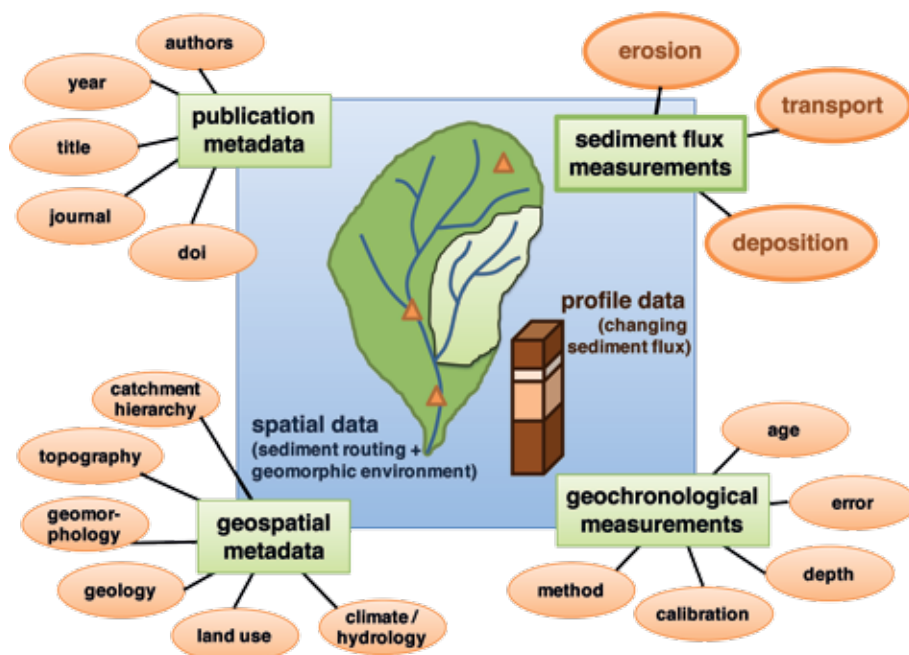 authors
year
publication
metadata
title
journal
doi
erosion
transport
sediment flux
measurements
deposition
profile data
(changing
sediment flux)
spatial data
(sediment routing +
geomorphic environment)
catchment
hierarchy
topography
geomor-
phology
geospatial
metadata
geology
land use
climate /
hydrology
age
geochronological
measurements
error
depth
method
calibration